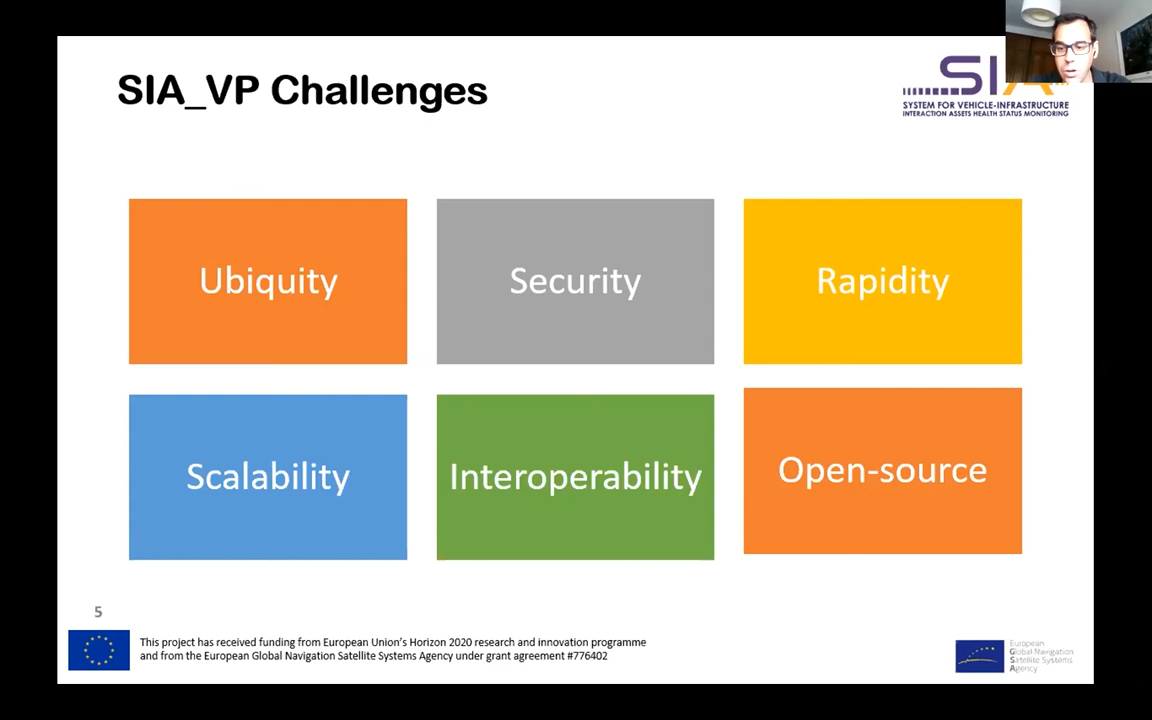 SIA_VP Challenges
SIA
SYSTEM FOR VEHICLE-INFRASTRUCTURE
INTERACTION ASSETS HEALTH STATUS MONITORING
Ubiquity
Security
Rapidity
Scalability
Interoperability
Open-source
5
This project has received funding from European Union's Horizon 2020 research and innovation programme
and from the European Global Navigation Satellite Systems Agency under grant agreement #776402
European
Global Navigation
Satellite Systems
Agency